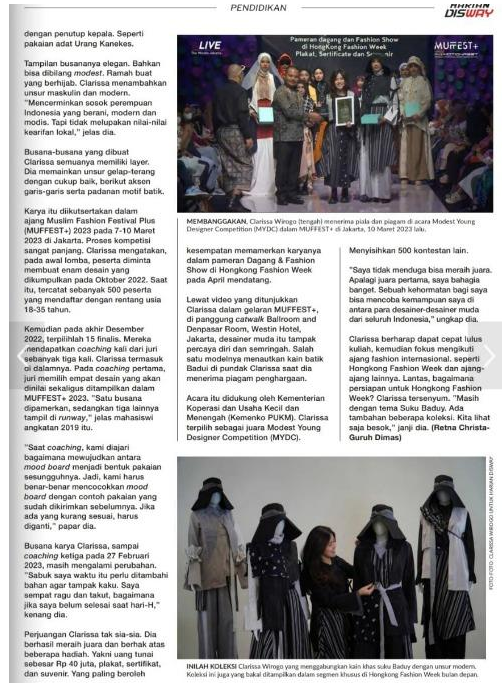 PENDIDIKAN
HARIAN
DISWAY
dengan penutup kepala. Seperti
pakaian adat Urang Kanekes.
Tampilan busananya elegan. Bahkan
bisa dibilang modest. Ramah buat
yang berhijab. Clarissa menambahkan
unsur maskulin dan modern.
"Mencerminkan sosok perempuan
Indonesia yang berani, modern dan
modis. Tapi tidak melupakan nilai-nilai
kearifan lokal," jelas dia.
Busana-busana yang dibuat
Clarissa semuanya memiliki layer.
Dia memainkan unsur gelap-terang
dengan cukup baik, berikut aksen
garis-garis serta padanan motif batik.
Karya itu diikutsertakan dalam
ajang Muslim Fashion Festival Plus
(MUFFEST+) 2023 pada 7-10 Maret
2023 di Jakarta. Proses kompetisi
sangat panjang. Clarissa mengatakan,
pada awal lomba, peserta diminta
membuat enam desain yang
dikumpulkan pada Oktober 2022. Saat
itu, tercatat sebanyak 500 peserta
yang mendaftar dengan rentang usia
18-35 tahun.
Kemudian pada akhir Desember
2022, terpilihlah 15 finalis. Mereka
mendapatkan coaching kali dari juri
sebanyak tiga kali. Clarissa termasuk
di dalamnya. Pada coaching pertama,
juri memilih empat desain yang akan
dinilai sekaligus ditampilkan dalam
MUFFEST+ 2023. "Satu busana
dipamerkan, sedangkan tiga lainnya
tampil di runway," jelas mahasiswi
angkatan 2019 itu.
"Saat coaching, kami diajari
bagaimana mewujudkan antara
mood board menjadi bentuk pakaian
sesungguhnya. Jadi, kami harus
benar-benar mencocokkan mood
board dengan contoh pakaian yang
sudah dikirimkan sebelumnya. Jika
ada yang kurang sesuai, harus
diganti," papar dia.
Busana karya Clarissa, sampai
coaching ketiga pada 27 Februari
2023, masih mengalami perubahan.
"Sabuk saya waktu itu perlu ditambahi
bahan agar tampak kaku. Saya
sempat ragu dan takut, bagaimana
jika saya belum selesai saat hari-H,"
kenang dia.
Perjuangan Clarissa tak sia-sia. Dia
berhasil meraih juara dan berhak atas
beberapa hadiah. Yakni uang tunai
sebesar Rp 40 juta, plakat, sertifikat,
dan suvenir. Yang paling beroleh
LIVE
Pameran dagang dan Fashion Show
di HongKong Fashion Week
Plakat, Sertificate dan Souvenir
MUFFEST+
MEMBANGGAKAN, Clarissa Wirogo (tengah) menerima piala dan piagam di acara Modest Young
Designer Competition (MYDC) dalam MUFFEST+ di Jakarta, 10 Maret 2023 lalu.
kesempatan memamerkan karyanya
dalam pameran Dagang & Fashion
Show di Hongkong Fashion Week
pada April mendatang.
Lewat video yang ditunjukkan
Clarissa dalam gelaran MUFFEST+,
di panggung catwalk Ballroom and
Denpasar Room, Westin Hotel,
Jakarta, desainer muda itu tampak
percaya diri dan semringah. Salah
satu modelnya menautkan kain batik
Badui di pundak Clarissa saat dia
menerima piagam penghargaan.
Acara itu didukung oleh Kementerian
Koperasi dan Usaha Kecil dan
Menengah (Kemenko PUKM). Clarissa
terpilih sebagai juara Modest Young
Designer Competition (MYDC).
Menyisihkan 500 kontestan lain.
"Saya tidak menduga bisa meraih juara.
Apalagi juara pertama, saya bahagia
banget. Sebuah kehormatan bagi saya
bisa mencoba kemampuan saya di
antara para desainer-desainer muda
dari seluruh Indonesia," ungkap dia.
Clarissa berharap dapat cepat lulus
kuliah, kemudian fokus mengikuti
ajang fashion internasional. seperti
Hongkong Fashion Week dan ajang-
ajang lainnya. Lantas, bagaimana
persiapan untuk Hongkong Fashion
Week? Clarissa tersenyum. "Masih
dengan tema Suku Baduy. Ada
tambahan beberapa koleksi. Kita lihat
saja besok," janji dia. (Retna Christa-
Guruh Dimas)
FOTO-FOTO: CLARISSA WIROGO UNTUK HARIAN DISWAY
INILAH KOLEKSI Clarissa Wirogo yang menggabungkan kain khas suku Baduy dengan unsur modern.
Koleksi ini juga yang bakal ditampilkan dalam segmen khusus di Hongkong Fashion Week bulan depan.